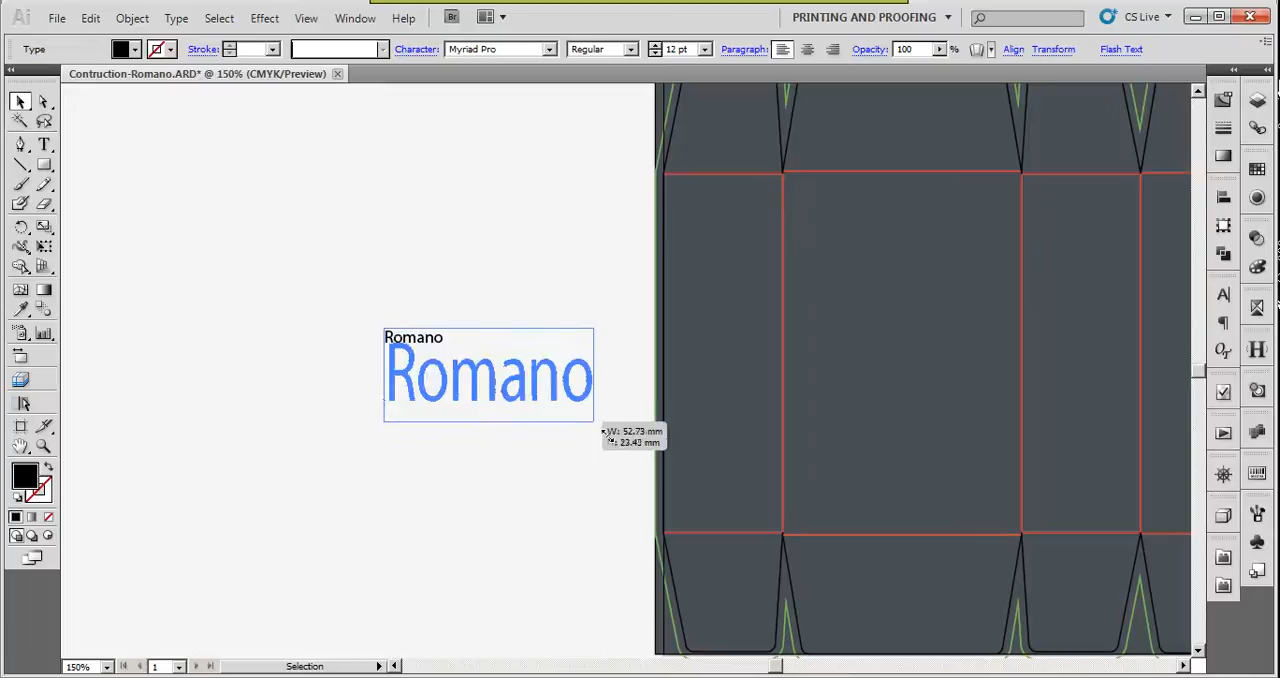 Ai File Edit Object Type Select Effect View Window Help Br PRINTING AND PROOFING CS Live
Type Stroke: Character: Myriad Pro Regular 12 pt Paragraph: Opacity: 100 % Align Transform Flash Text
Contruction-Romano.ARD* @ 150% (CMYK/Preview)
Romano
Romano
W: 52.73 mm
: 23.43 mm
150% 1 Selection